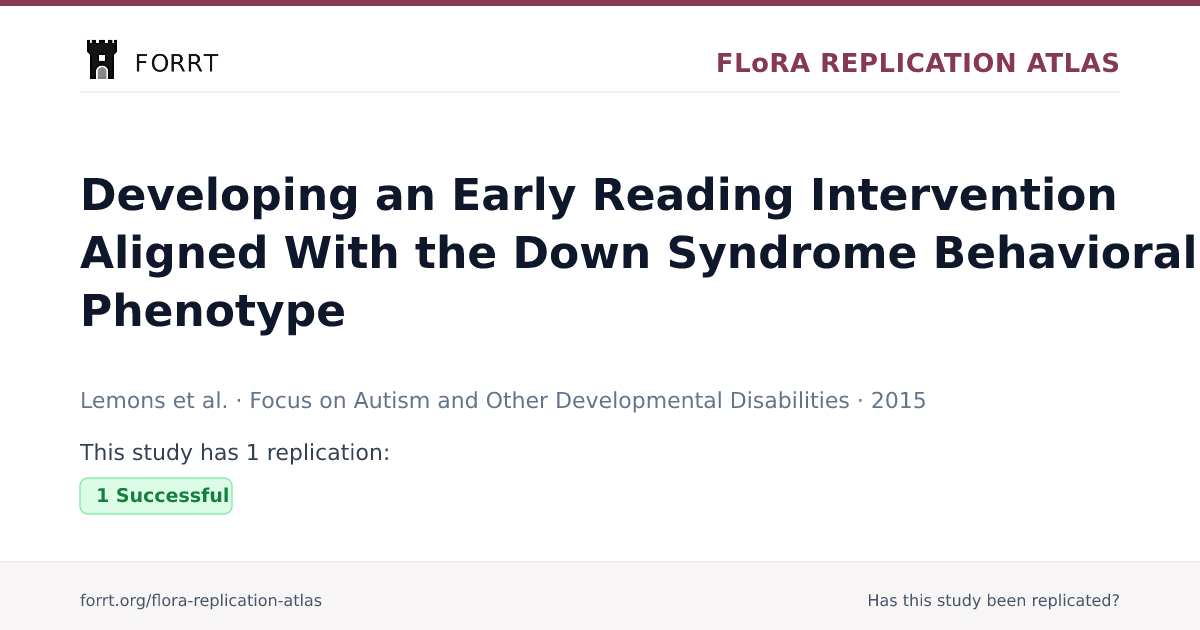 FORRT
FLoRA REPLICATION ATLAS
Developing an Early Reading Intervention
Aligned With the Down Syndrome Behavioral
Phenotype
Lemons et al. · Focus on Autism and Other Developmental Disabilities · 2015
This study has 1 replication:
1 Successful
forrt.org/flora-replication-atlas
Has this study been replicated?